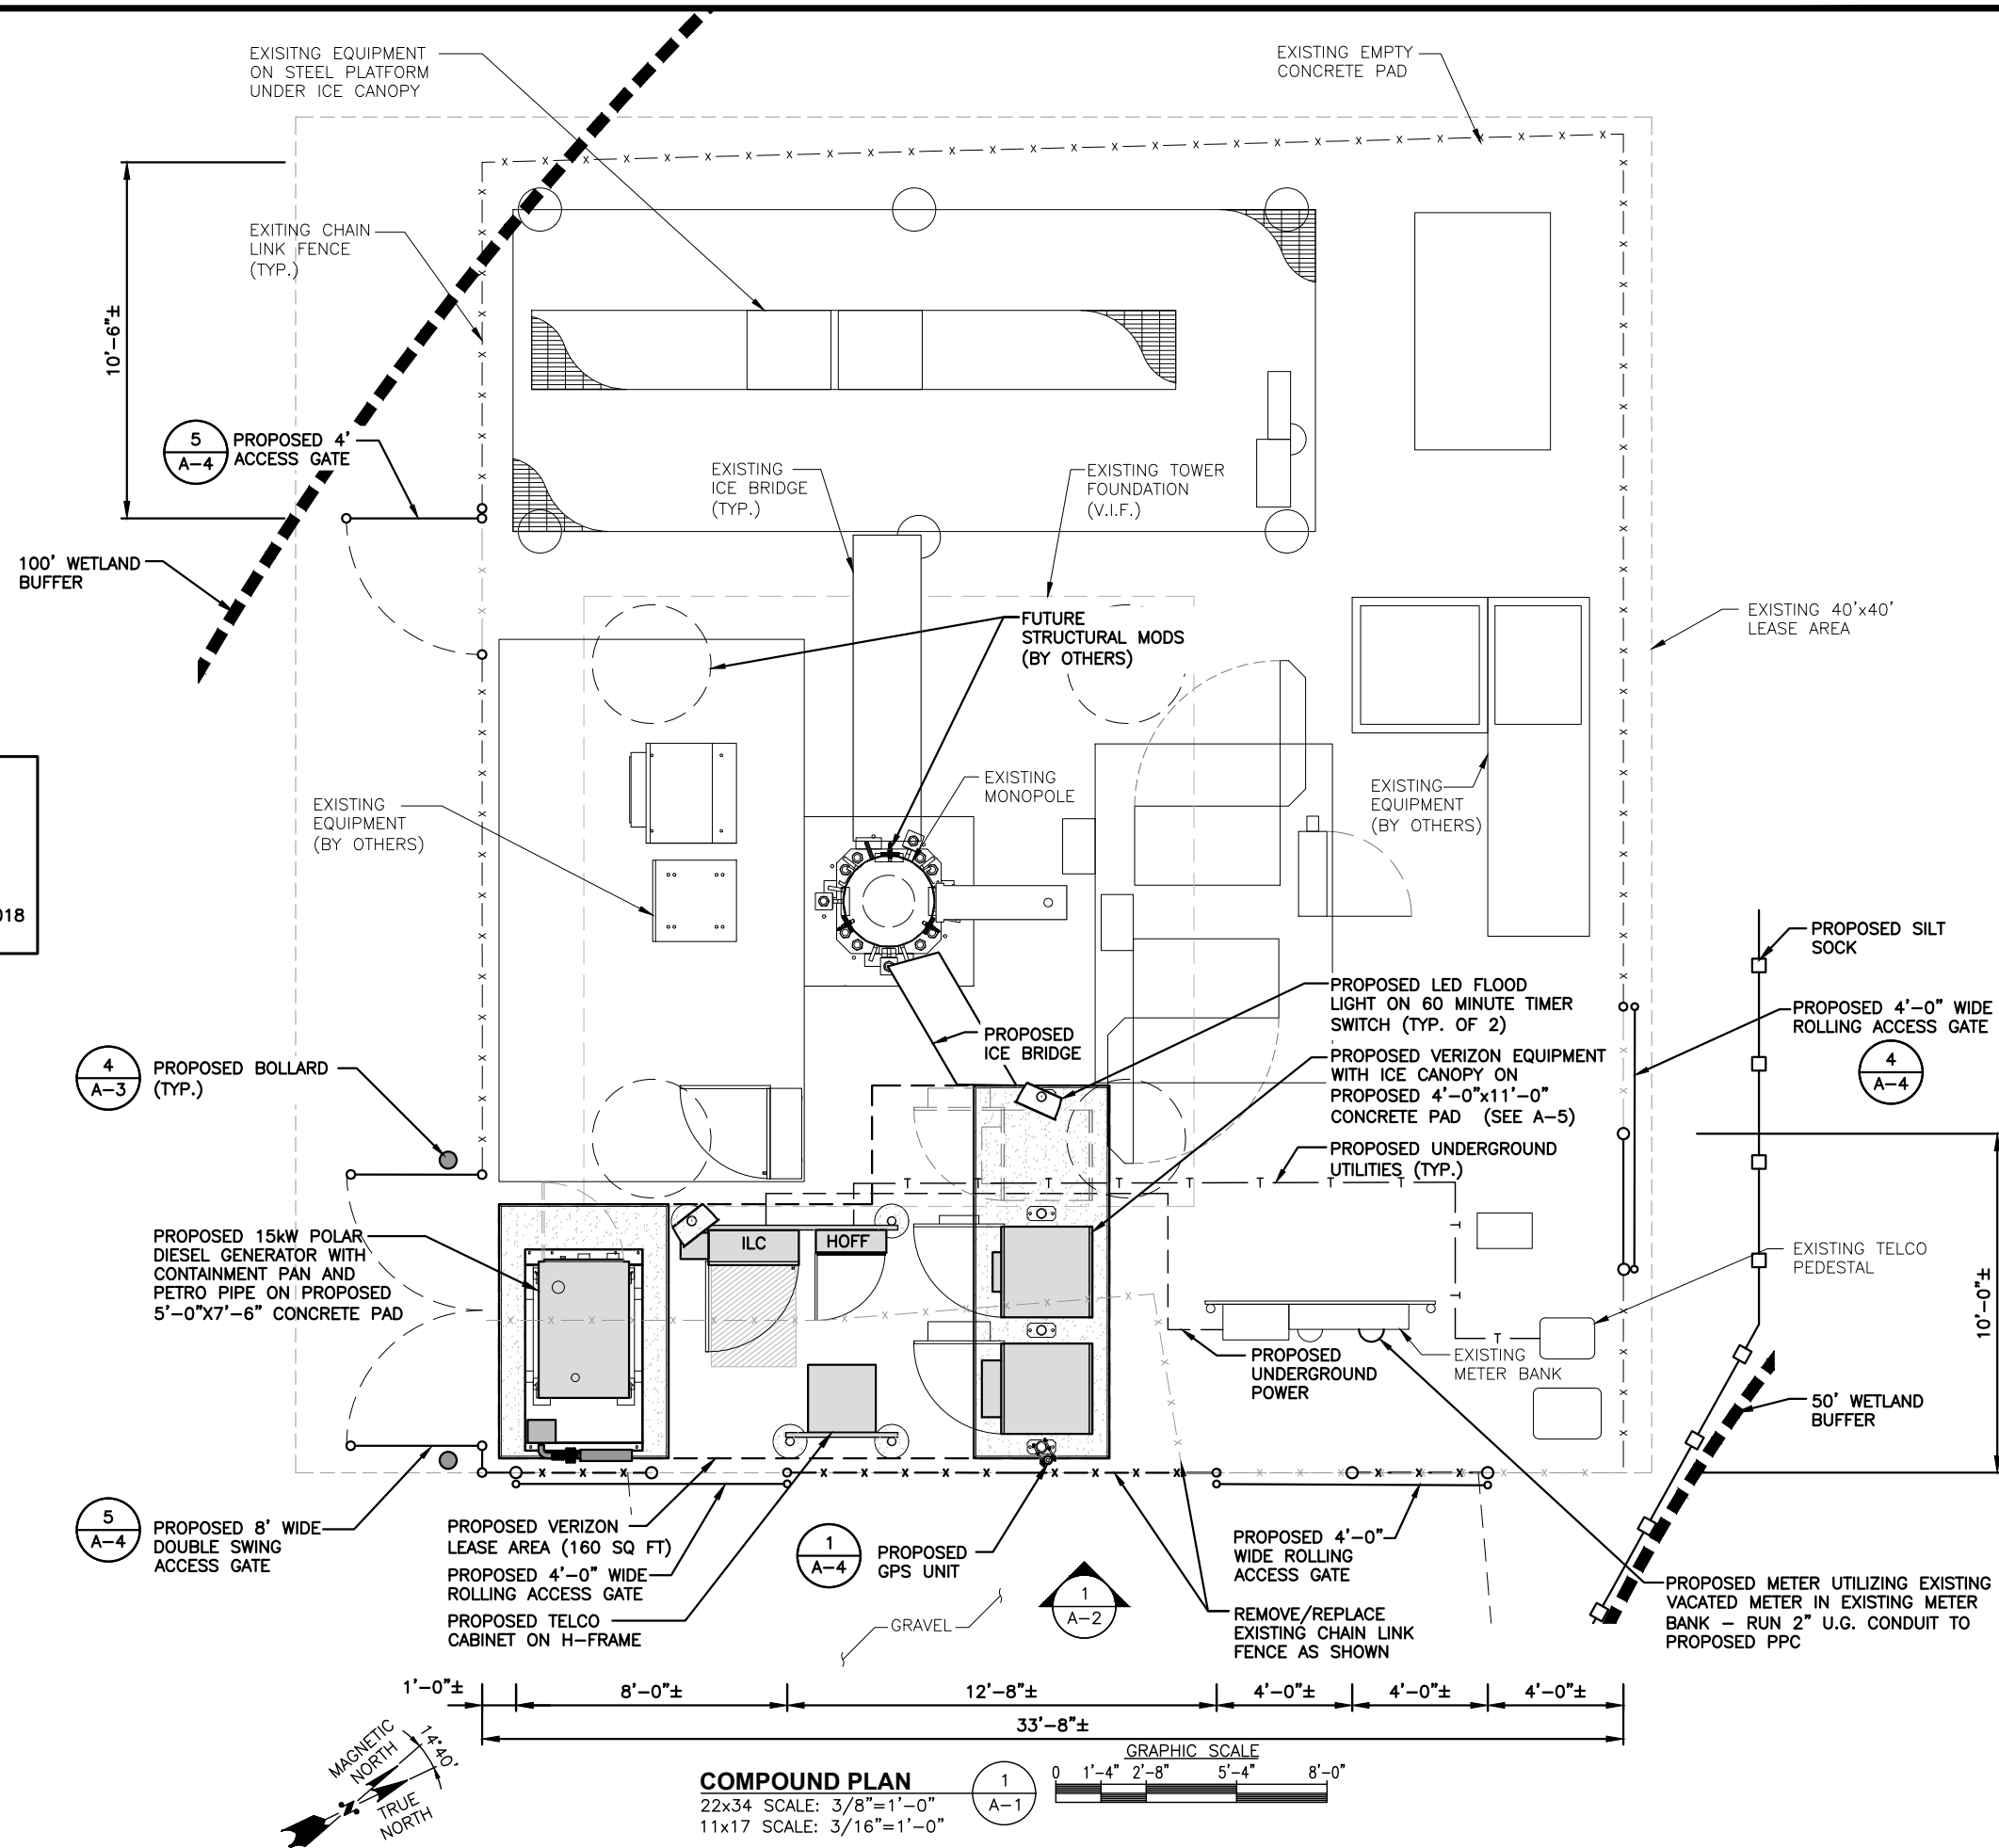 EXISITNG EQUIPMENT
ON STEEL PLATFORM
UNDER ICE CANOPY
EXISTING EMPTY
CONCRETE PAD
EXITING CHAIN
LINK FENCE
(TYP.)
10'-6"±
5
A-4
PROPOSED 4'
ACCESS GATE
EXISTING
ICE BRIDGE
(TYP.)
EXISTING TOWER
FOUNDATION
(V.I.F.)
100' WETLAND
BUFFER
FUTURE
STRUCTURAL MODS
(BY OTHERS)
EXISTING 40'x40'
LEASE AREA
EXISTING
MONOPOLE
EXISTING
EQUIPMENT
(BY OTHERS)
EXISTING
EQUIPMENT
(BY OTHERS)
018
PROPOSED SILT
SOCK
PROPOSED LED FLOOD
LIGHT ON 60 MINUTE TIMER
SWITCH (TYP. OF 2)
PROPOSED 4'-0" WIDE
ROLLING ACCESS GATE
4
A-4
PROPOSED
ICE BRIDGE
PROPOSED VERIZON EQUIPMENT
WITH ICE CANOPY ON
PROPOSED 4'-0"x11'-0"
CONCRETE PAD (SEE A-5)
4
A-3
PROPOSED BOLLARD
(TYP.)
PROPOSED UNDERGROUND
UTILITIES (TYP.)
PROPOSED 15kW POLAR
DIESEL GENERATOR WITH
CONTAINMENT PAN AND
PETRO PIPE ON PROPOSED
5'-0"X7'-6" CONCRETE PAD
ILC
HOFF
EXISTING TELCO
PEDESTAL
10'-0"±
PROPOSED
UNDERGROUND
POWER
EXISTING
METER BANK
50' WETLAND
BUFFER
5
A-4
PROPOSED 8' WIDE
DOUBLE SWING
ACCESS GATE
PROPOSED VERIZON
LEASE AREA (160 SQ FT)
PROPOSED 4'-0" WIDE
ROLLING ACCESS GATE
PROPOSED TELCO
CABINET ON H-FRAME
1
A-4
PROPOSED
GPS UNIT
GRAVEL
1
A-2
PROPOSED 4'-0"
WIDE ROLLING
ACCESS GATE
REMOVE/REPLACE
EXISTING CHAIN LINK
FENCE AS SHOWN
PROPOSED METER UTILIZING EXISTING
VACATED METER IN EXISTING METER
BANK – RUN 2" U.G. CONDUIT TO
PROPOSED PPC
1'-0"± 8'-0"± 12'-8"± 4'-0"± 4'-0"± 4'-0"±
33'-8"±
MAGNETIC
NORTH
14°40'
TRUE
NORTH
COMPOUND PLAN
22x34 SCALE: 3/8"=1'-0"
11x17 SCALE: 3/16"=1'-0"
1
A-1
GRAPHIC SCALE
0 1'-4" 2'-8" 5'-4" 8'-0"